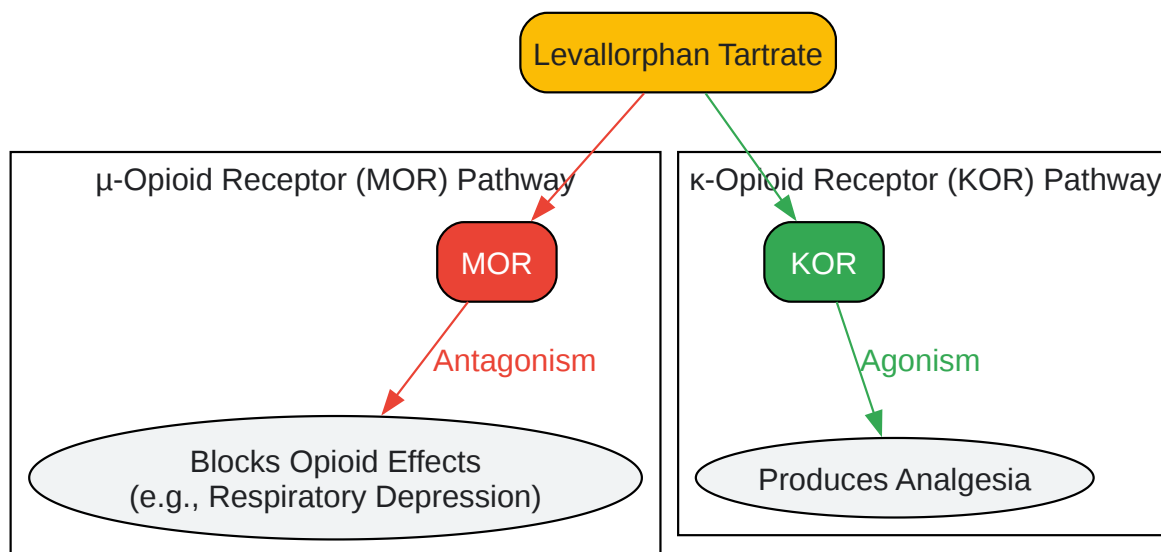 Levallorphan Tartrate
µ-Opioid Receptor (MOR) Pathway
κ-Opioid Receptor (KOR) Pathway
MOR
KOR
Antagonism
Agonism
Blocks Opioid Effects
(e.g., Respiratory Depression)
Produces Analgesia